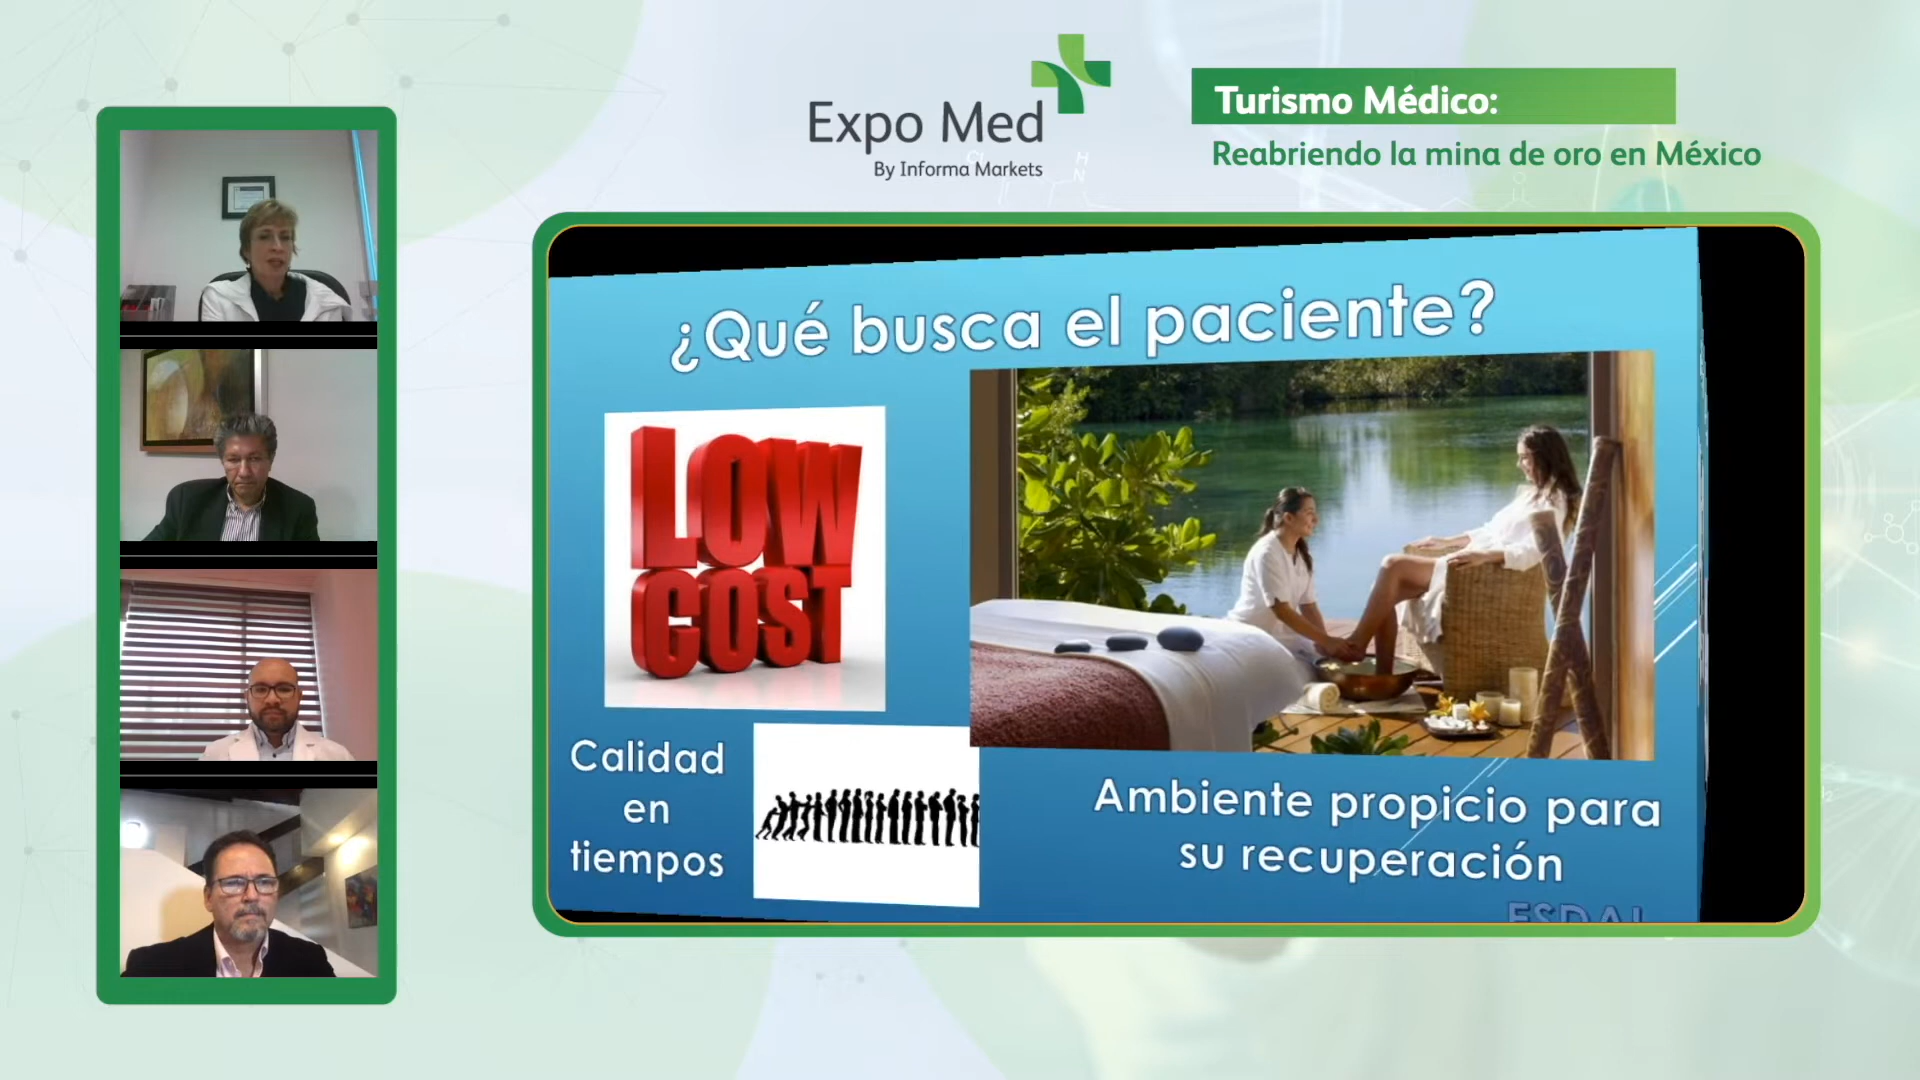 Expo Med
By Informa Markets
Turismo Médico:
Reabriendo la mina de oro en México
¿Qué busca el paciente?
LOW
COST
Calidad
en
tiempos
Ambiente propicio para
su recuperación